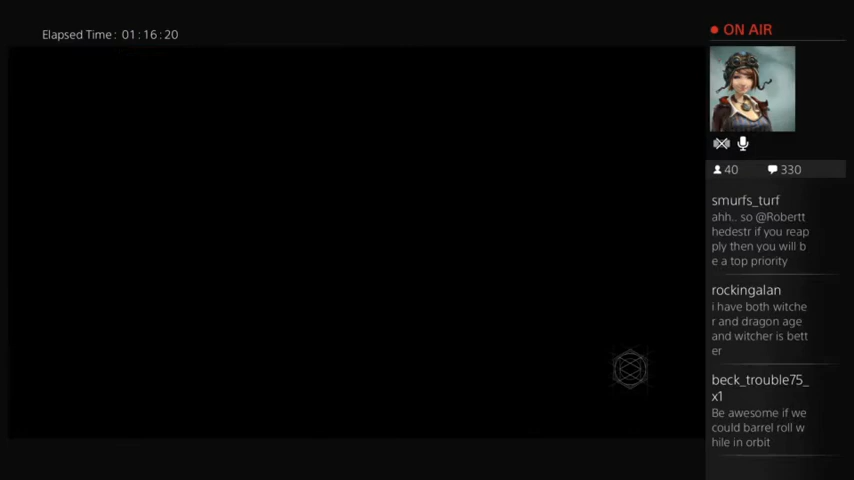 Elapsed Time: 01:16:20
ON AIR
40 330
smurfs_turf
ahh.. so @Robertt
hedestr if you reap
ply then you will b
e a top priority
rockingalan
i have both witche
r and dragon age
and witcher is bett
er
beck_trouble75_
x1
Be awesome if we
could barrel roll w
hile in orbit